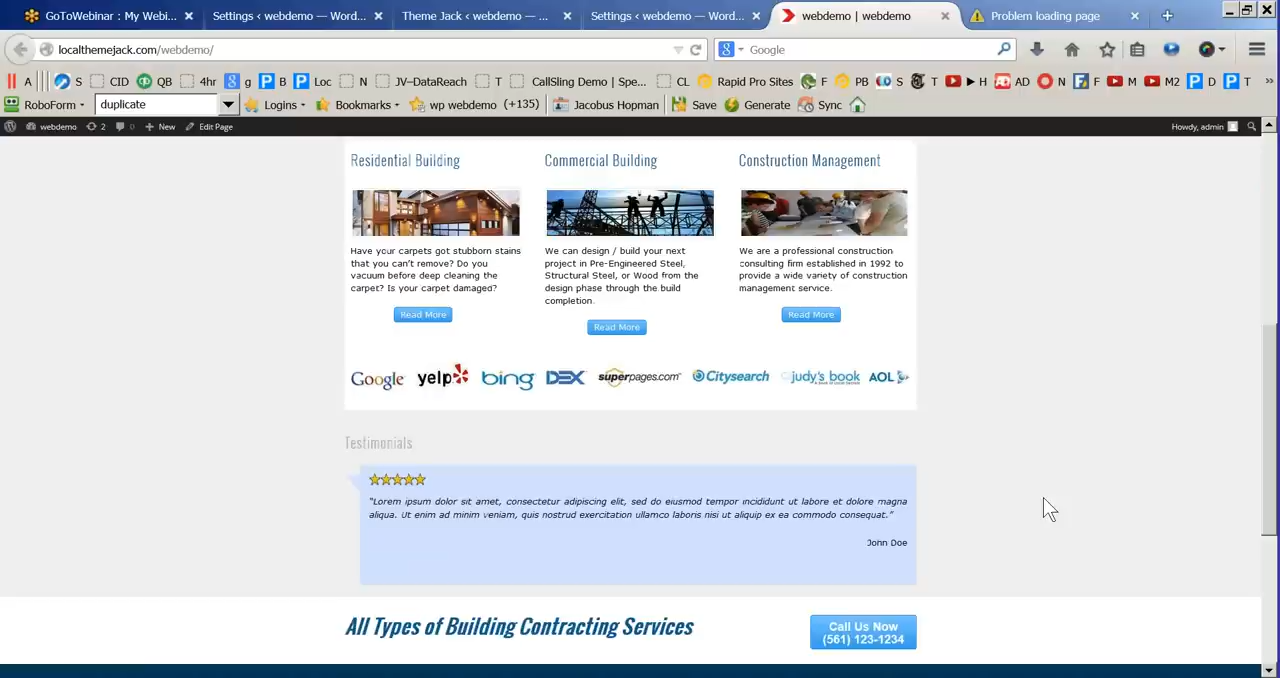 GoToWebinar : My Webi...
Settings ‹ webdemo — Word...
Theme Jack ‹ webdemo — ...
Settings ‹ webdemo — Word...
webdemo | webdemo
Problem loading page
localthemejack.com/webdemo/
Google
A
S
CID
QB
4hr
g
B
Loc
N
JV--DataReach
T
CallSling Demo | Spe...
CL
Rapid Pro Sites
F
PB
S
T
H
AD
N
F
M
M2
D
T
RoboForm
duplicate
Logins
Bookmarks
wp webdemo (+135)
Jacobus Hopman
Save
Generate
Sync
webdemo
2
0
New
Edit Page
Howdy, admin
Residential Building
Have your carpets got stubborn stains
that you can't remove? Do you
vacuum before deep cleaning the
carpet? Is your carpet damaged?
Read More
Commercial Building
We can design / build your next
project in Pre-Engineered Steel,
Structural Steel, or Wood from the
design phase through the build
completion.
Read More
Construction Management
We are a professional construction
consulting firm established in 1992 to
provide a wide variety of construction
management service.
Read More
Google yelp bing DEX superpages.com Citysearch judy's book AOL
Testimonials
"Lorem ipsum dolor sit amet, consectetur adipiscing elit, sed do eiusmod tempor incididunt ut labore et dolore magna
aliqua. Ut enim ad minim veniam, quis nostrud exercitation ullamco laboris nisi ut aliquip ex ea commodo consequat."
John Doe
All Types of Building Contracting Services
Call Us Now
(561) 123-1234